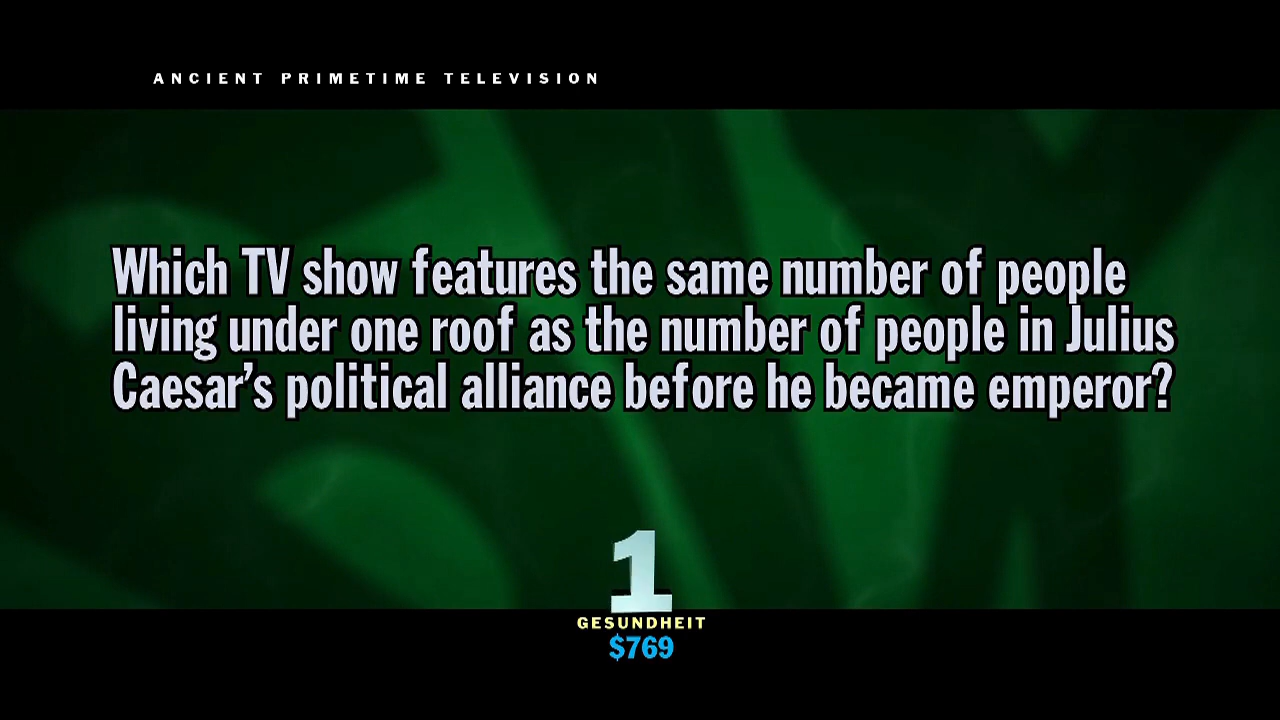 ANCIENT PRIMETIME TELEVISION
Which TV show features the same number of people
living under one roof as the number of people in Julius
Caesar's political alliance before he became emperor?
1
GESUNDHEIT
$769